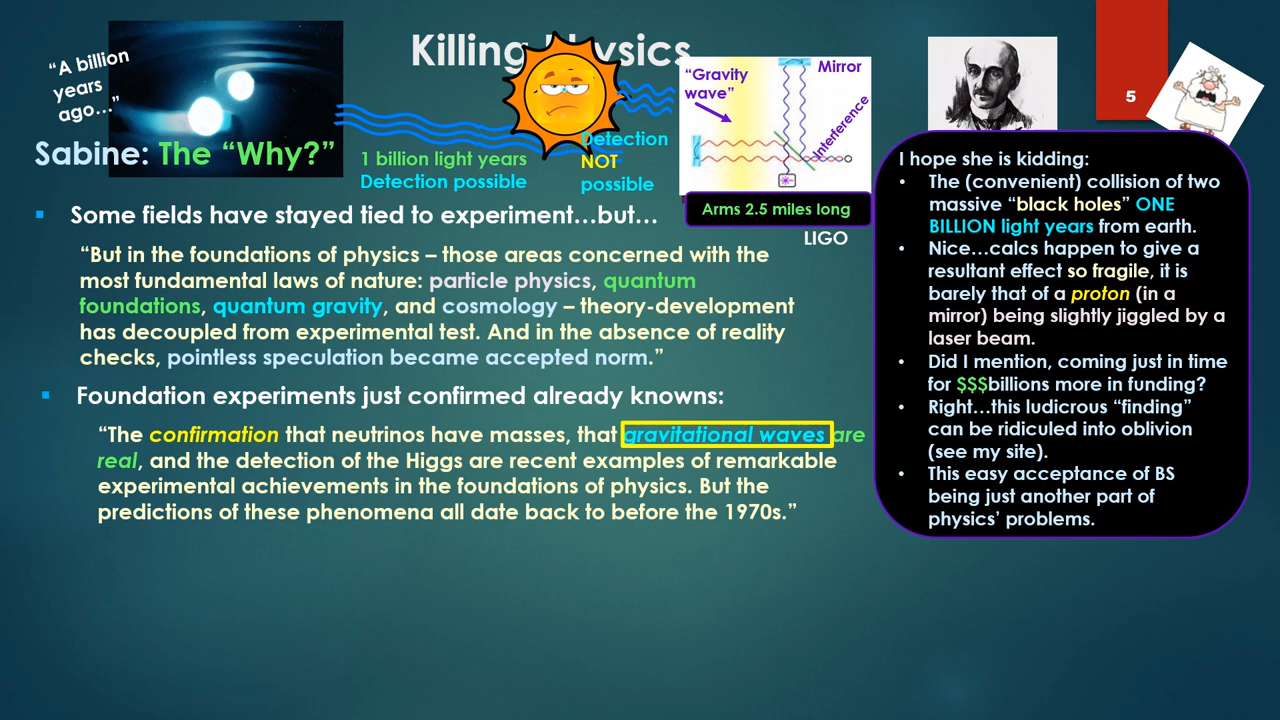 Killing Physics
5
“A billion
years
ago…”
Sabine: The “Why?”
1 billion light years
Detection possible
Detection
NOT
possible
“Gravity
wave”
Mirror
Interference
Arms 2.5 miles long
LIGO
▪ Some fields have stayed tied to experiment…but…
“But in the foundations of physics – those areas concerned with the
most fundamental laws of nature: particle physics, quantum
foundations, quantum gravity, and cosmology – theory-development
has decoupled from experimental test. And in the absence of reality
checks, pointless speculation became accepted norm.”
▪ Foundation experiments just confirmed already knowns:
“The confirmation that neutrinos have masses, that gravitational waves are
real, and the detection of the Higgs are recent examples of remarkable
experimental achievements in the foundations of physics. But the
predictions of these phenomena all date back to before the 1970s.”
I hope she is kidding:
• The (convenient) collision of two
massive “black holes” ONE
BILLION light years from earth.
• Nice…calcs happen to give a
resultant effect so fragile, it is
barely that of a proton (in a
mirror) being slightly jiggled by a
laser beam.
• Did I mention, coming just in time
for $$$billions more in funding?
• Right…this ludicrous “finding”
can be ridiculed into oblivion
(see my site).
• This easy acceptance of BS
being just another part of
physics’ problems.